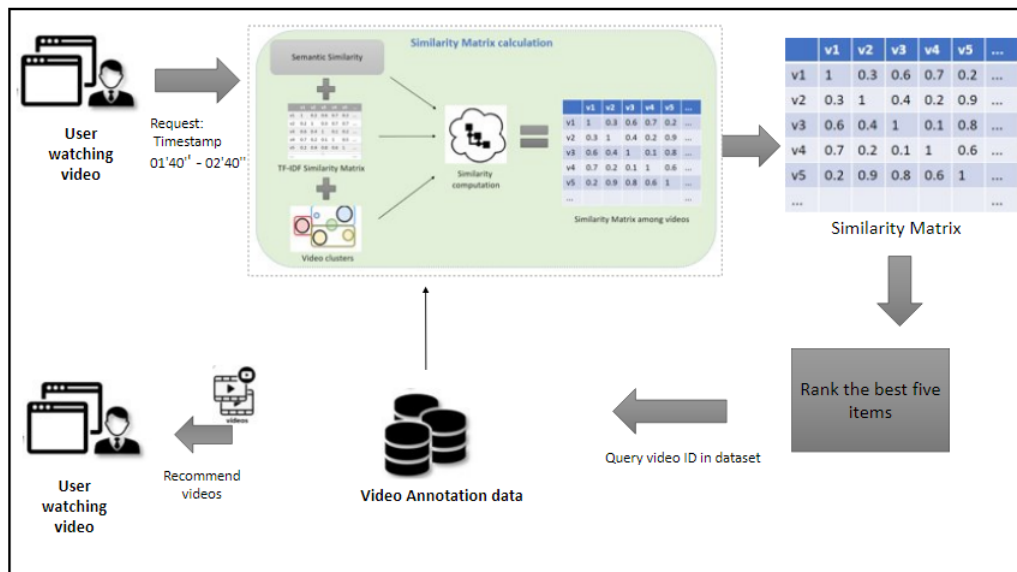 User
watching
video
Request:
Timestamp
01'40'' - 02'40''
Similarity Matrix calculation
Semantic Similarity
TF-IDF Similarity Matrix
Video clusters
Similarity
computation
v1 v2 v3 v4 v5 ...
v1 1 0.3 0.6 0.7 0.2 ...
v2 0.3 1 0.4 0.2 0.9 ...
v3 0.6 0.4 1 0.1 0.8 ...
v4 0.7 0.2 0.1 1 0.6 ...
v5 0.2 0.9 0.8 0.6 1 ...
... ...
Similarity Matrix among videos
v1 v2 v3 v4 v5 ...
v1 1 0.3 0.6 0.7 0.2 ...
v2 0.3 1 0.4 0.2 0.9 ...
v3 0.6 0.4 1 0.1 0.8 ...
v4 0.7 0.2 0.1 1 0.6 ...
v5 0.2 0.9 0.8 0.6 1 ...
... ...
Similarity Matrix
Rank the best five
items
Query video ID in dataset
Video Annotation data
videos
Recommend
videos
User
watching
video